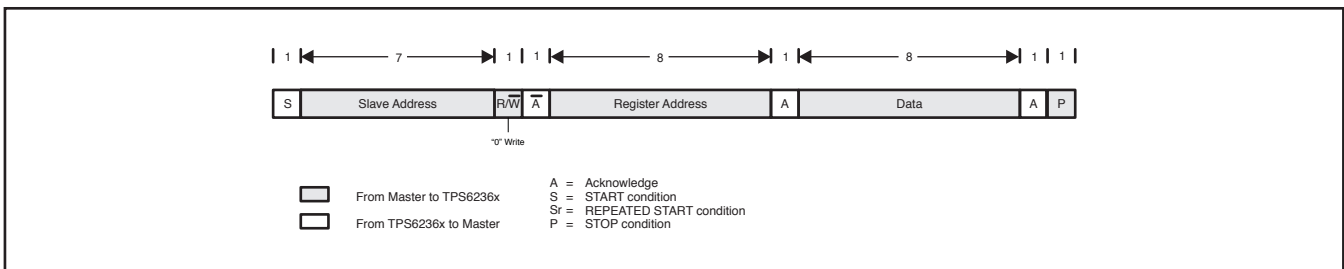 1 7 1 1 8 1 8 1 1
S Slave Address R/W̅ A̅ Register Address A Data A P
"0" Write
From Master to TPS6236x
From TPS6236x to Master
A = Acknowledge
S = START condition
Sr = REPEATED START condition
P = STOP condition